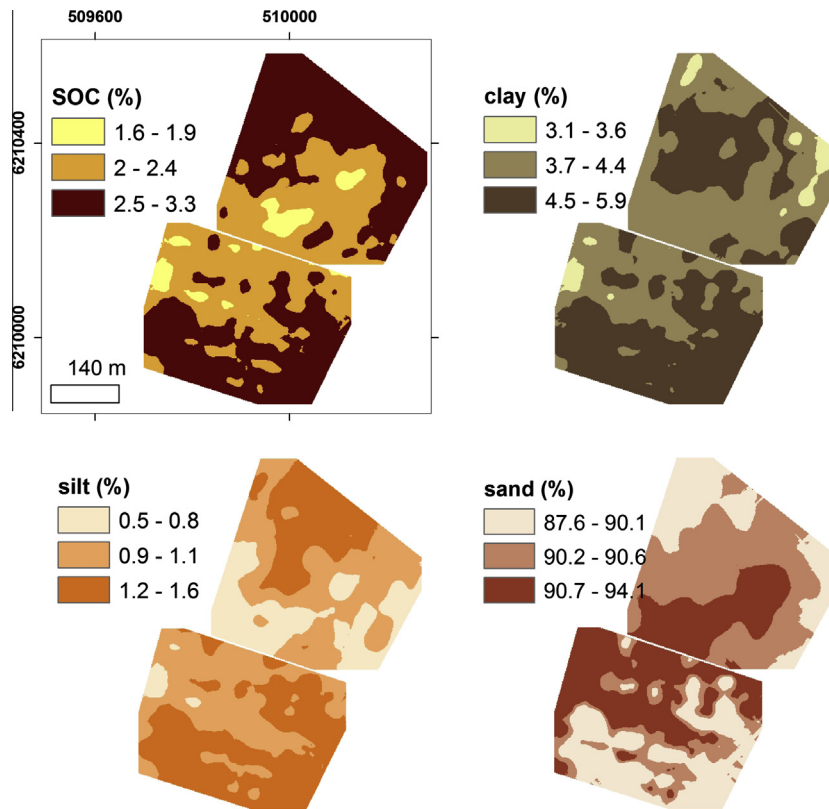 509600 510000
6210400
6210000
SOC (%)
1.6 - 1.9
2 - 2.4
2.5 - 3.3
140 m
clay (%)
3.1 - 3.6
3.7 - 4.4
4.5 - 5.9
silt (%)
0.5 - 0.8
0.9 - 1.1
1.2 - 1.6
sand (%)
87.6 - 90.1
90.2 - 90.6
90.7 - 94.1